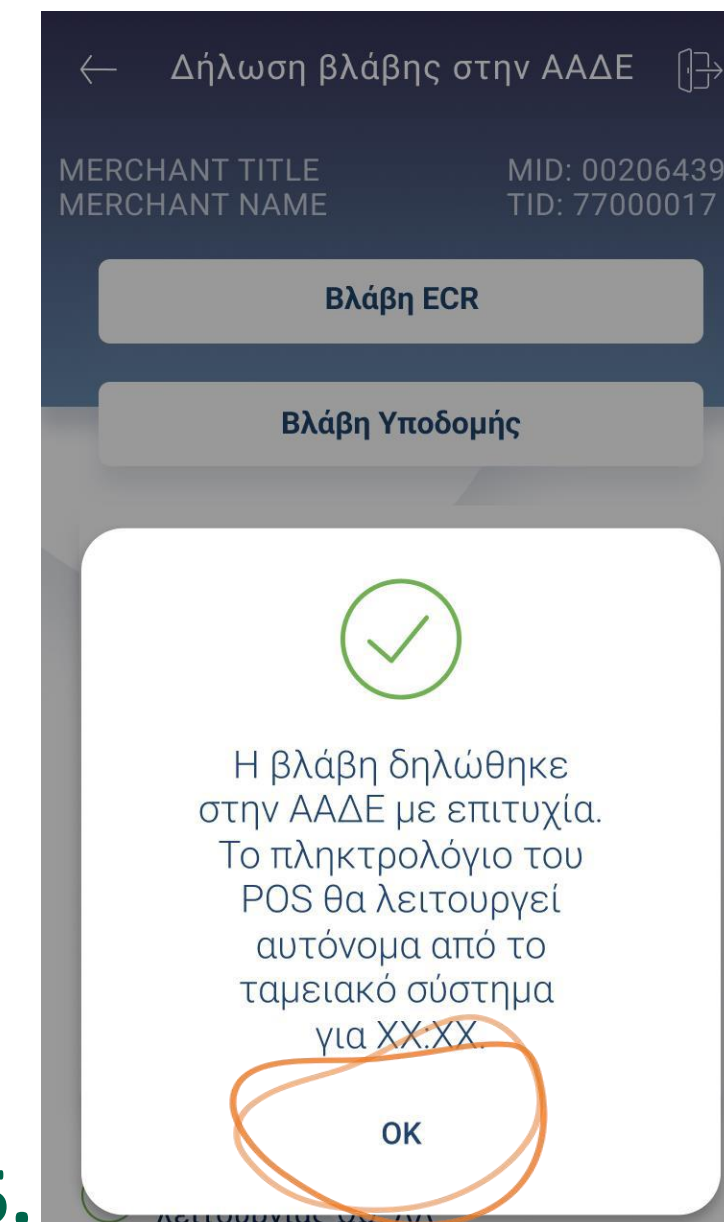 Δήλωση βλάβης στην ΑΑΔΕ
MERCHANT TITLE MID: 00206439
MERCHANT NAME TID: 77000017
Βλάβη ECR
Βλάβη Υποδομής
Η βλάβη δηλώθηκε
στην ΑΑΔΕ με επιτυχία.
Το πληκτρολόγιο του
POS θα λειτουργεί
αυτόνομα από το
ταμειακό σύστημα
για XX:XX.
OK